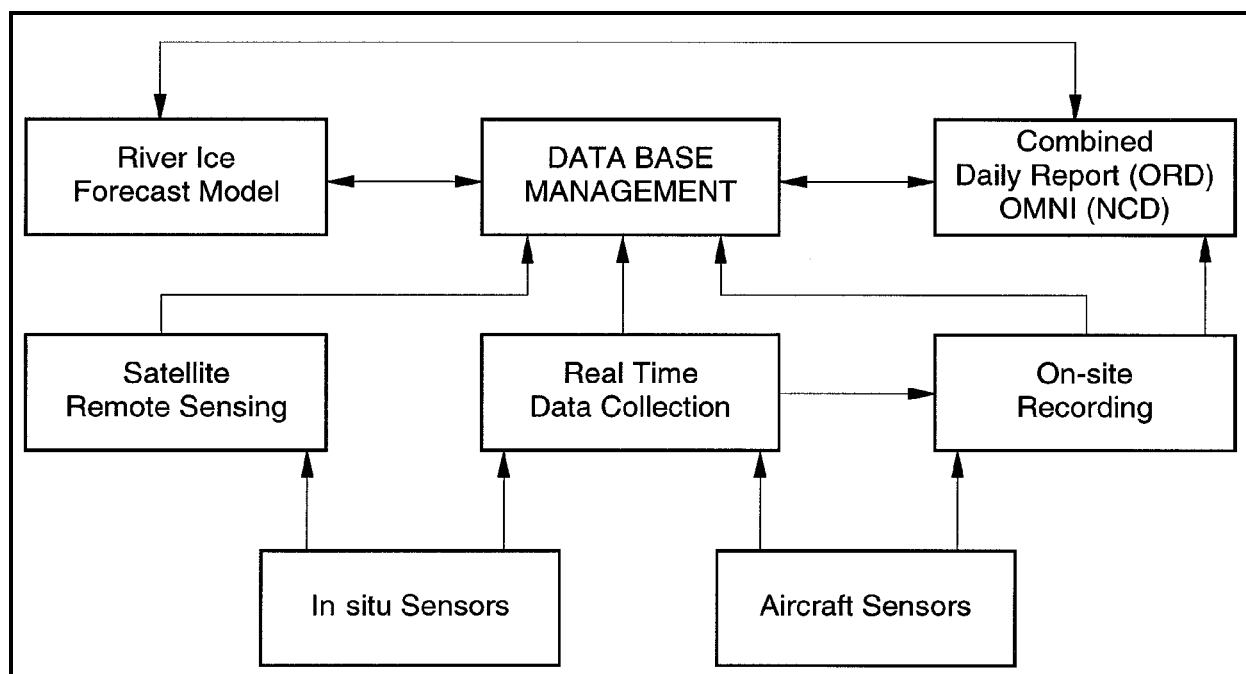 River Ice
Forecast Model
DATA BASE
MANAGEMENT
Combined
Daily Report (ORD)
OMNI (NCD)
Satellite
Remote Sensing
Real Time
Data Collection
On-site
Recording
In situ Sensors
Aircraft Sensors